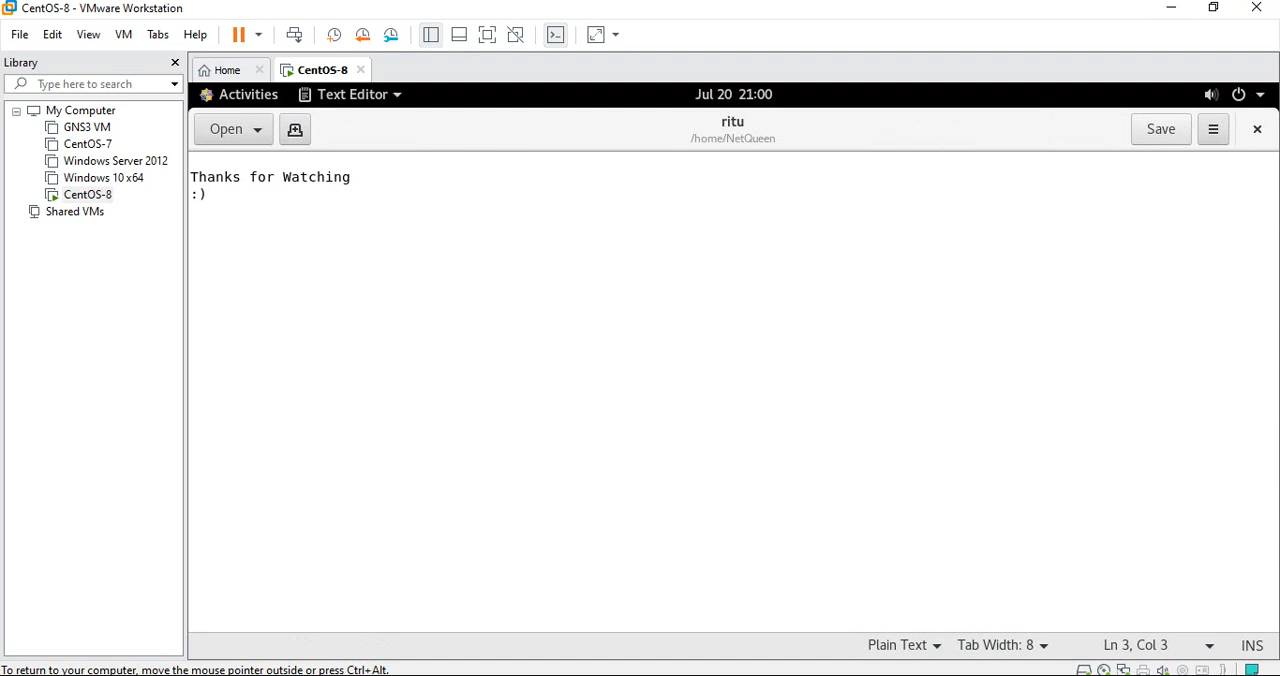 CentOS-8 - VMware Workstation
File Edit View VM Tabs Help
Library
Type here to search
Home
CentOS-8
Activities Text Editor Jul 20 21:00
My Computer
GNS3 VM
CentOS-7
Windows Server 2012
Windows 10 x64
CentOS-8
Shared VMs
Open
ritu
/home/NetQueen
Save
Thanks for Watching
:)
Plain Text Tab Width: 8 Ln 3, Col 3 INS
To return to your computer, move the mouse pointer outside or press Ctrl+Alt.